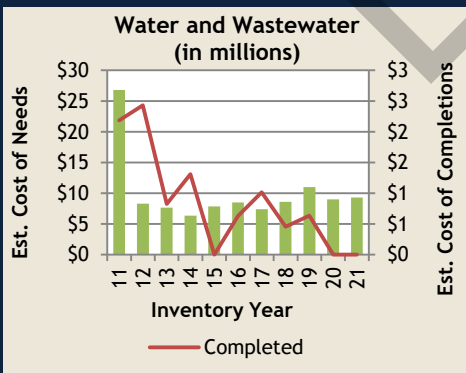 Water and Wastewater
(in millions)
Est. Cost of Needs
$30
$25
$20
$15
$10
$5
$0
$3
$3
$2
$2
$1
$1
$0
Est. Cost of Completions
11 12 13 14 15 16 17 18 19 20 21
Inventory Year
Completed